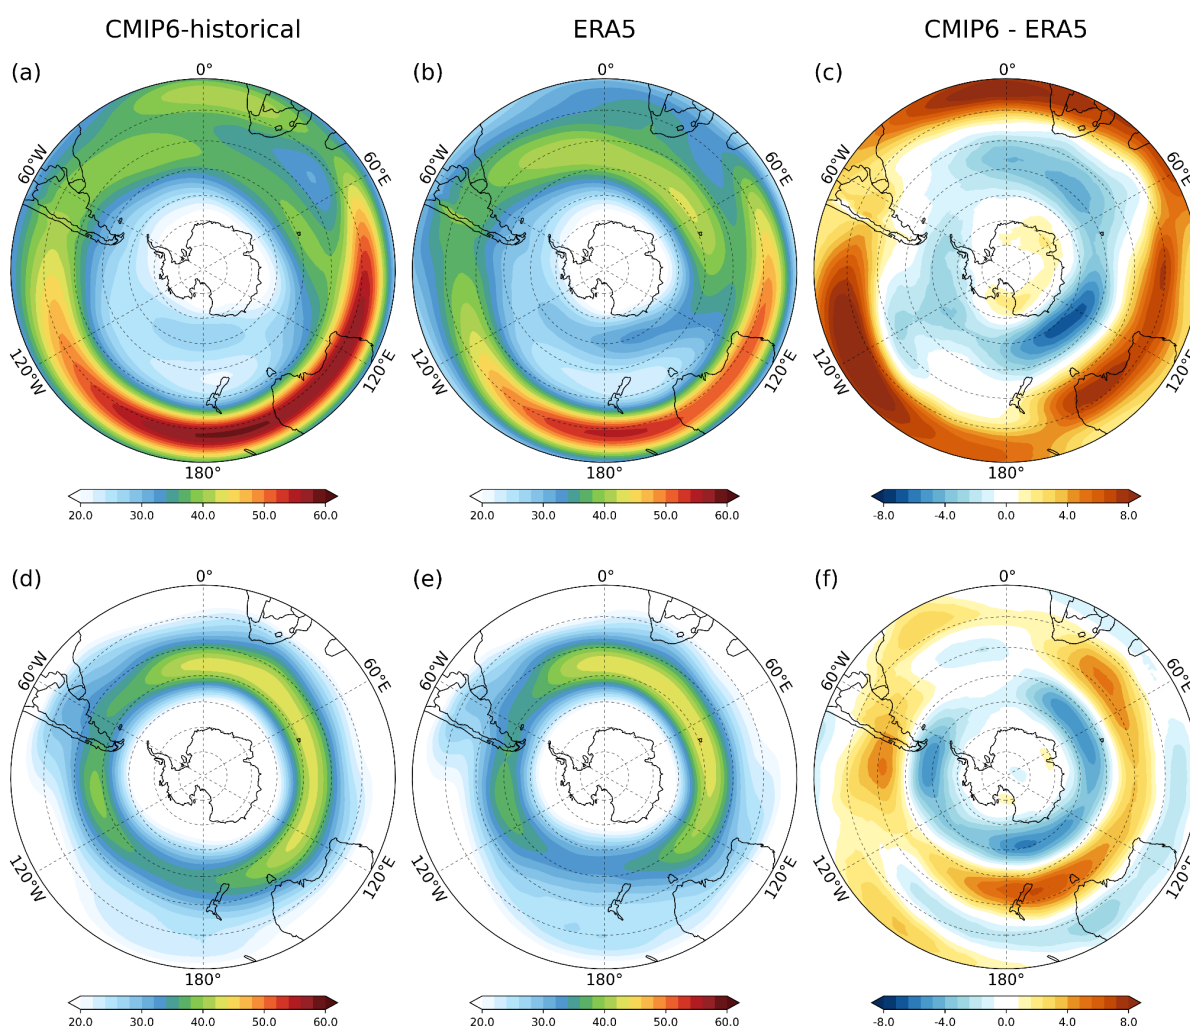 CMIP6-historical ERA5 CMIP6 - ERA5
(a) 0° (b) 0° (c) 0°
60°W 60°E 60°W 60°E 60°W 60°E
120°W 120°E 120°W 120°E 120°W 120°E
180° 180° 180°
20.0 30.0 40.0 50.0 60.0 20.0 30.0 40.0 50.0 60.0 -8.0 -4.0 0.0 4.0 8.0
(d) 0° (e) 0° (f) 0°
60°W 60°E 60°W 60°E 60°W 60°E
120°W 120°E 120°W 120°E 120°W 120°E
180° 180° 180°
20.0 30.0 40.0 50.0 60.0 20.0 30.0 40.0 50.0 60.0 -8.0 -4.0 0.0 4.0 8.0